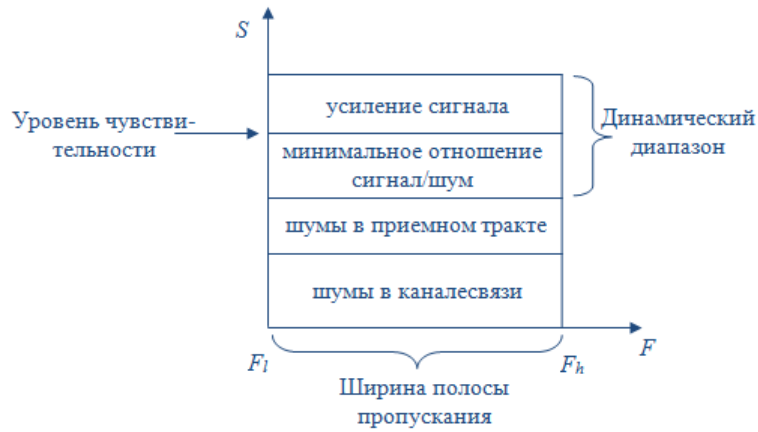 S
усиление сигнала
Уровень чувстви-
тельности
Динамический
диапазон
минимальное отношение
сигнал/шум
шумы в приемном тракте
шумы в каналесвязи
Fl
Fh
F
Ширина полосы
пропускания